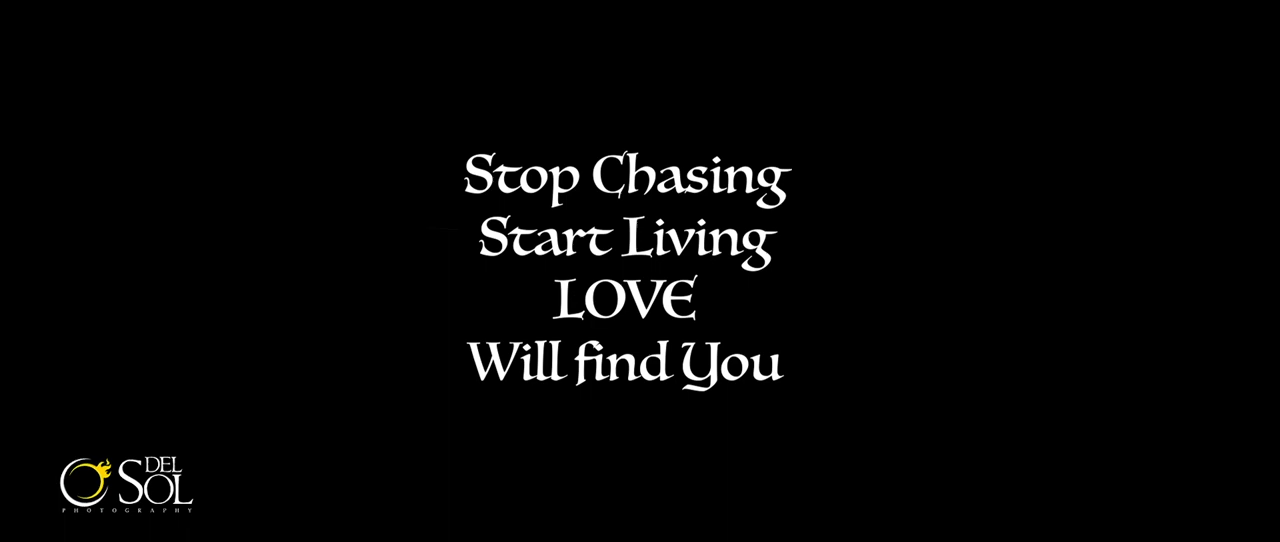 Stop Chasing
Start Living
LOVE
Will find You
DEL
SOL
PHOTOGRAPHY